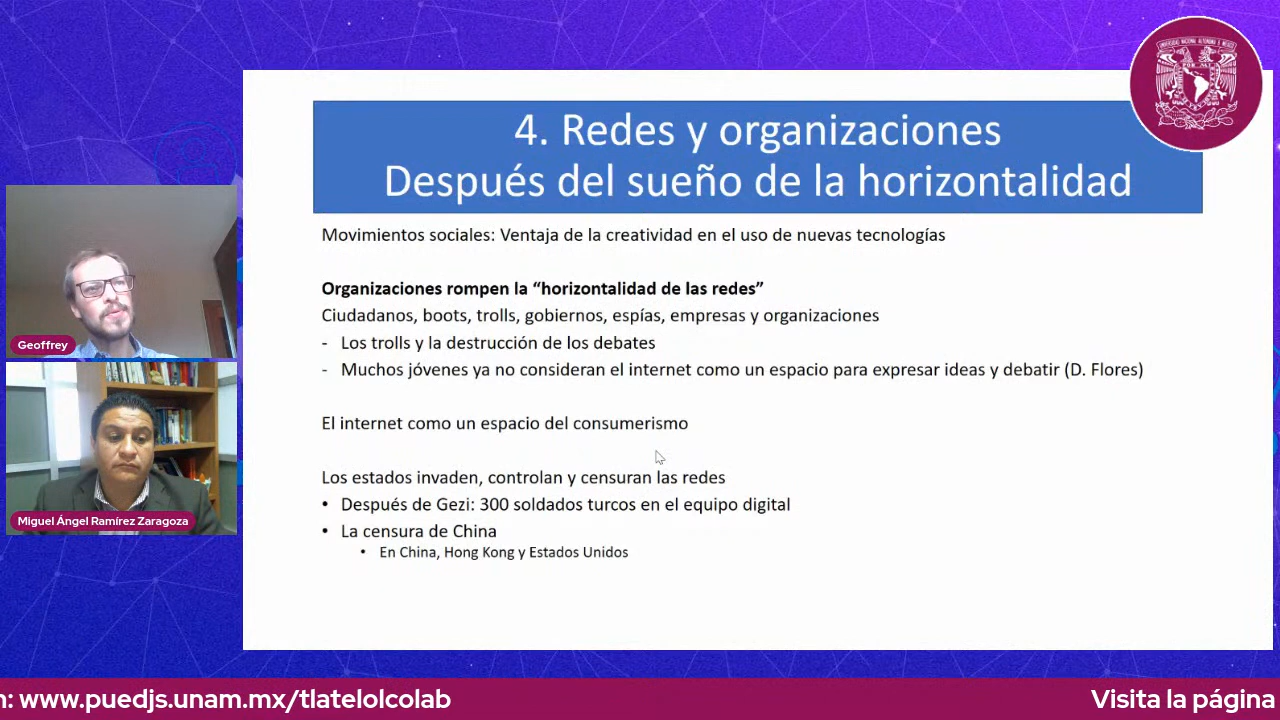 4. Redes y organizaciones
Después del sueño de la horizontalidad
Movimientos sociales: Ventaja de la creatividad en el uso de nuevas tecnologías
Organizaciones rompen la “horizontalidad de las redes”
Ciudadanos, boots, trolls, gobiernos, espías, empresas y organizaciones
- Los trolls y la destrucción de los debates
- Muchos jóvenes ya no consideran el internet como un espacio para expresar ideas y debatir (D. Flores)
El internet como un espacio del consumerismo
Los estados invaden, controlan y censuran las redes
• Después de Gezi: 300 soldados turcos en el equipo digital
• La censura de China
• En China, Hong Kong y Estados Unidos
Geoffrey
Miguel Ángel Ramírez Zaragoza
n: www.puedjs.unam.mx/tlatelolcolab
Visita la página